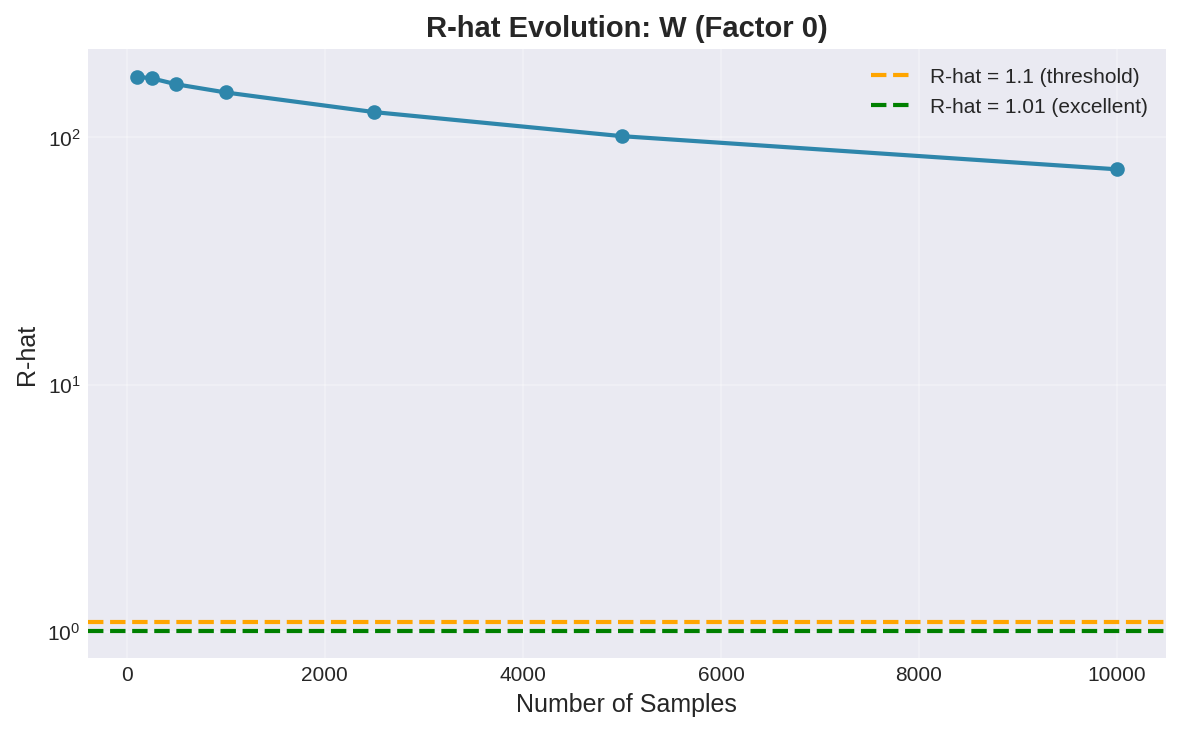 R-hat Evolution: W (Factor 0)
R-hat = 1.1 (threshold)
R-hat = 1.01 (excellent)
R-hat
10²
10¹
10⁰
0 2000 4000 6000 8000 10000
Number of Samples